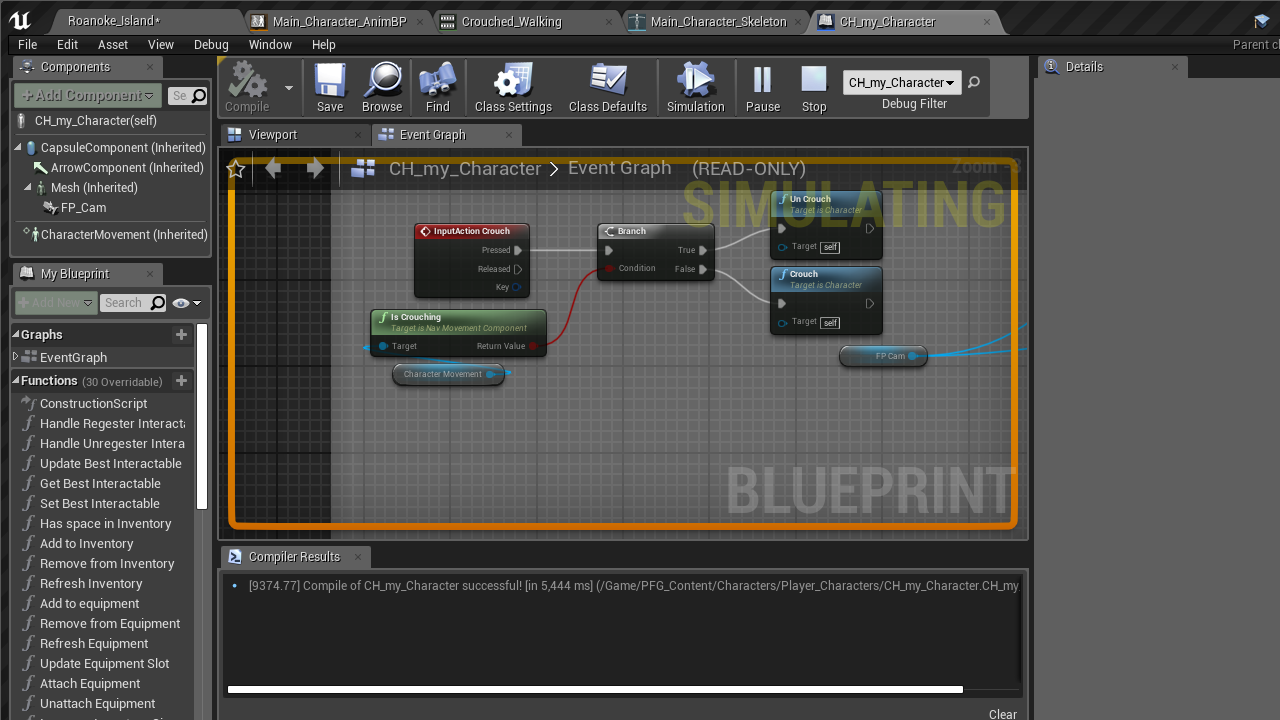 Roanoke_Island*
Main_Character_AnimBP
Crouched_Walking
Main_Character_Skeleton
CH_my_Character
File Edit Asset View Debug Window Help
Parent cl
Components
+Add Component
Se
CH_my_Character(self)
CapsuleComponent (Inherited)
ArrowComponent (Inherited)
Mesh (Inherited)
FP_Cam
CharacterMovement (Inherited)
My Blueprint
+Add New
Search
Graphs
EventGraph
Functions (30 Overridable)
ConstructionScript
Handle Regester Interacta
Handle Unregester Intera
Update Best Interactable
Get Best Interactable
Set Best Interactable
Has space in Inventory
Add to Inventory
Remove from Inventory
Refresh Inventory
Add to equipment
Remove from Equipment
Refresh Equipment
Update Equipment Slot
Attach Equipment
Unattach Equipment
Compile
Save
Browse
Find
Class Settings
Class Defaults
Simulation
Pause
Stop
CH_my_Character
Debug Filter
Viewport
Event Graph
CH_my_Character > Event Graph (READ-ONLY)
Zoom -3
SIMULATING
InputAction Crouch
Pressed
Released
Key
Branch
True
Condition
False
Un Crouch
Target is Character
Target self
Crouch
Target is Character
Target self
Is Crouching
Target is Nav Movement Component
Target
Return Value
Character Movement
FP Cam
BLUEPRINT
Compiler Results
[9374.77] Compile of CH_my_Character successful! [in 5,444 ms] (/Game/PFG_Content/Characters/Player_Characters/CH_my_Character.CH_my
Clear
Details